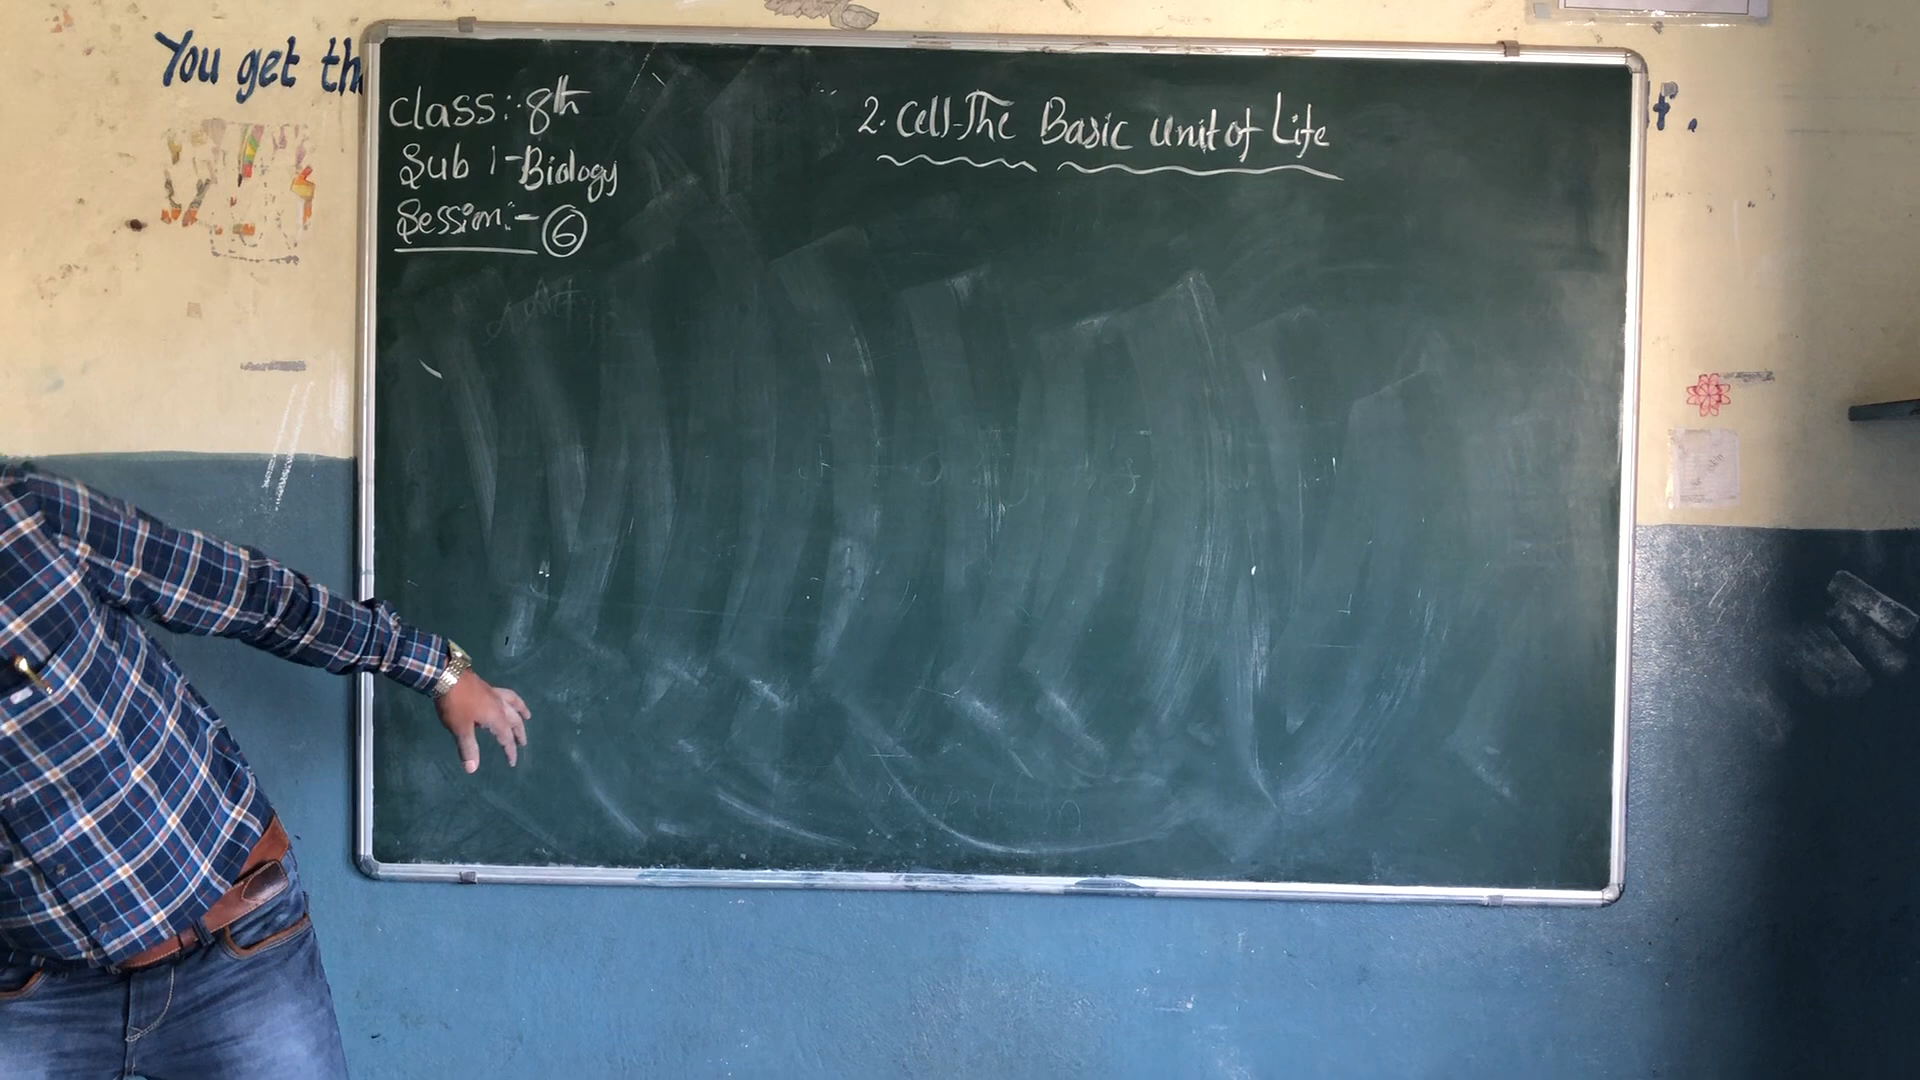 You get th
t.
Class:- 8th
Sub :- Biology
Session:- 6
2. Cell-The Basic Unit of Life